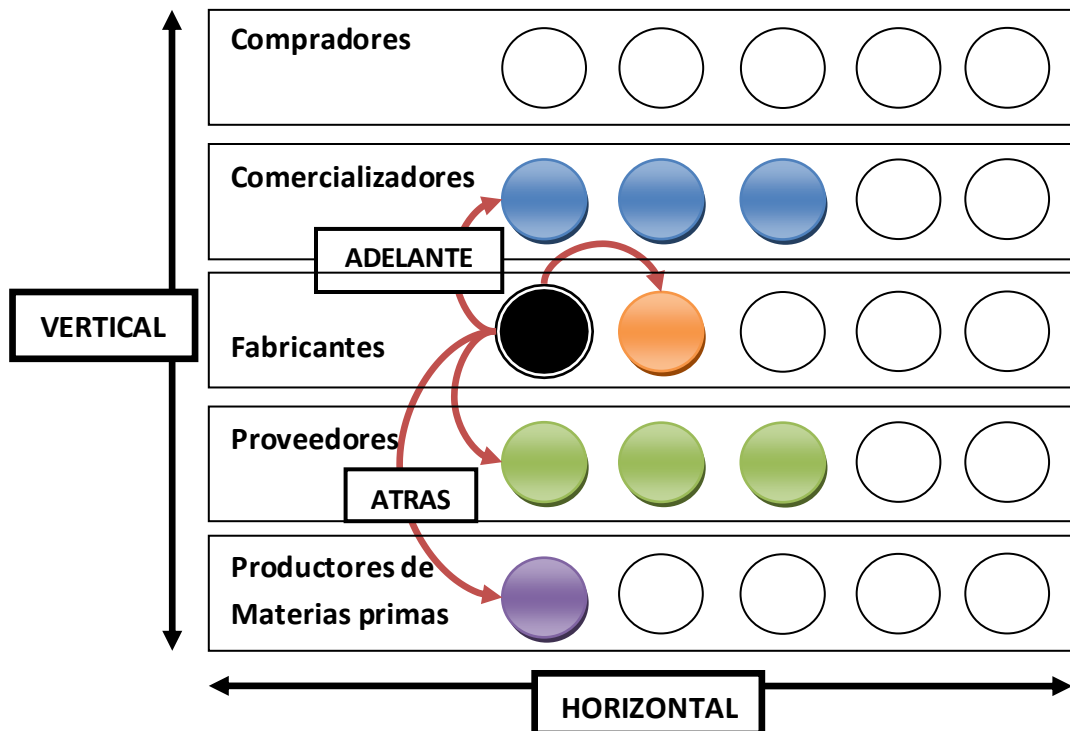 Compradores
Comercializadores
ADELANTE
VERTICAL
Fabricantes
Proveedores
ATRAS
Productores de
Materias primas
HORIZONTAL